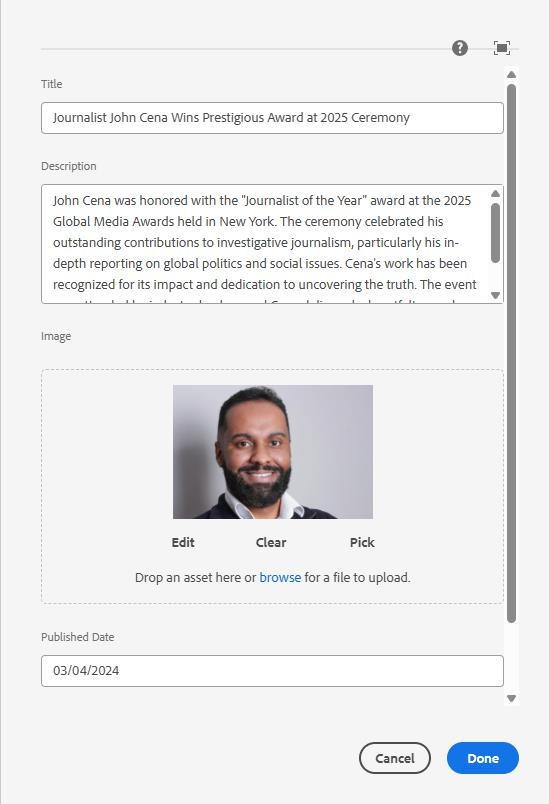 ?
Title
Journalist John Cena Wins Prestigious Award at 2025 Ceremony
Description
John Cena was honored with the "Journalist of the Year" award at the 2025
Global Media Awards held in New York. The ceremony celebrated his
outstanding contributions to investigative journalism, particularly his in-
depth reporting on global politics and social issues. Cena's work has been
recognized for its impact and dedication to uncovering the truth. The event
Image
Edit Clear Pick
Drop an asset here or browse for a file to upload.
Published Date
03/04/2024
Cancel Done